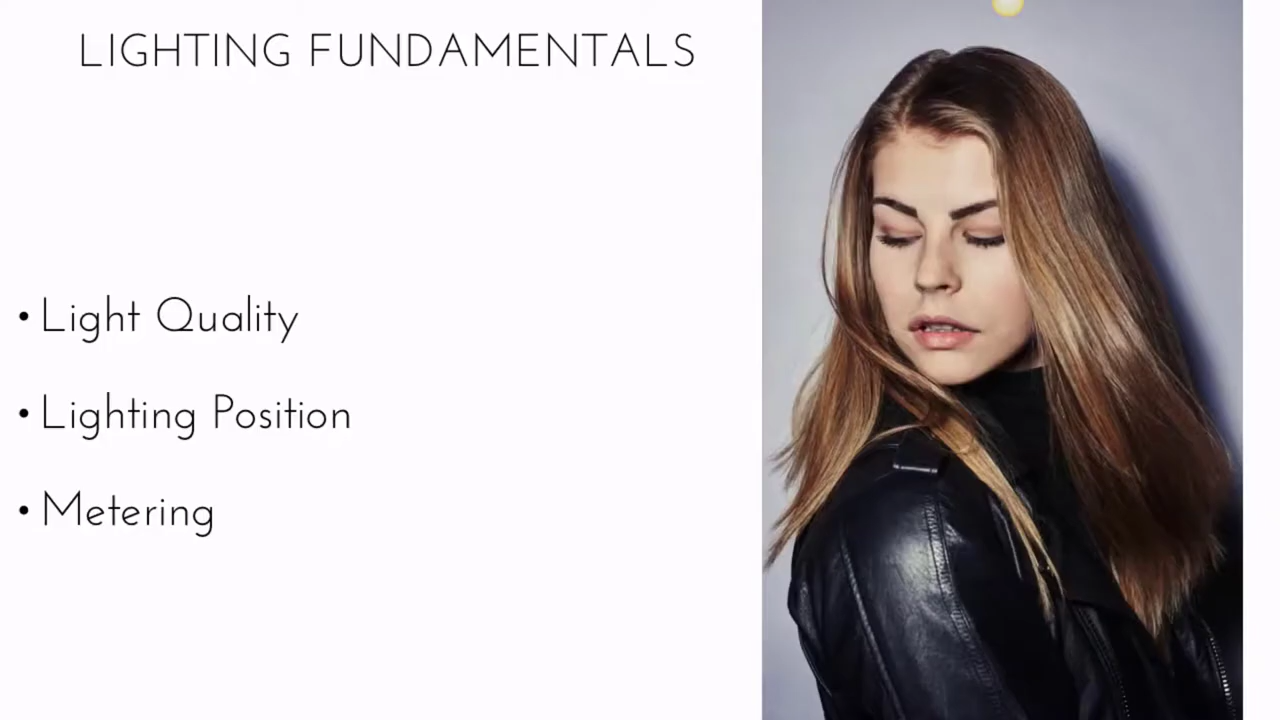 LIGHTING FUNDAMENTALS
• Light Quality
• Lighting Position
• Metering